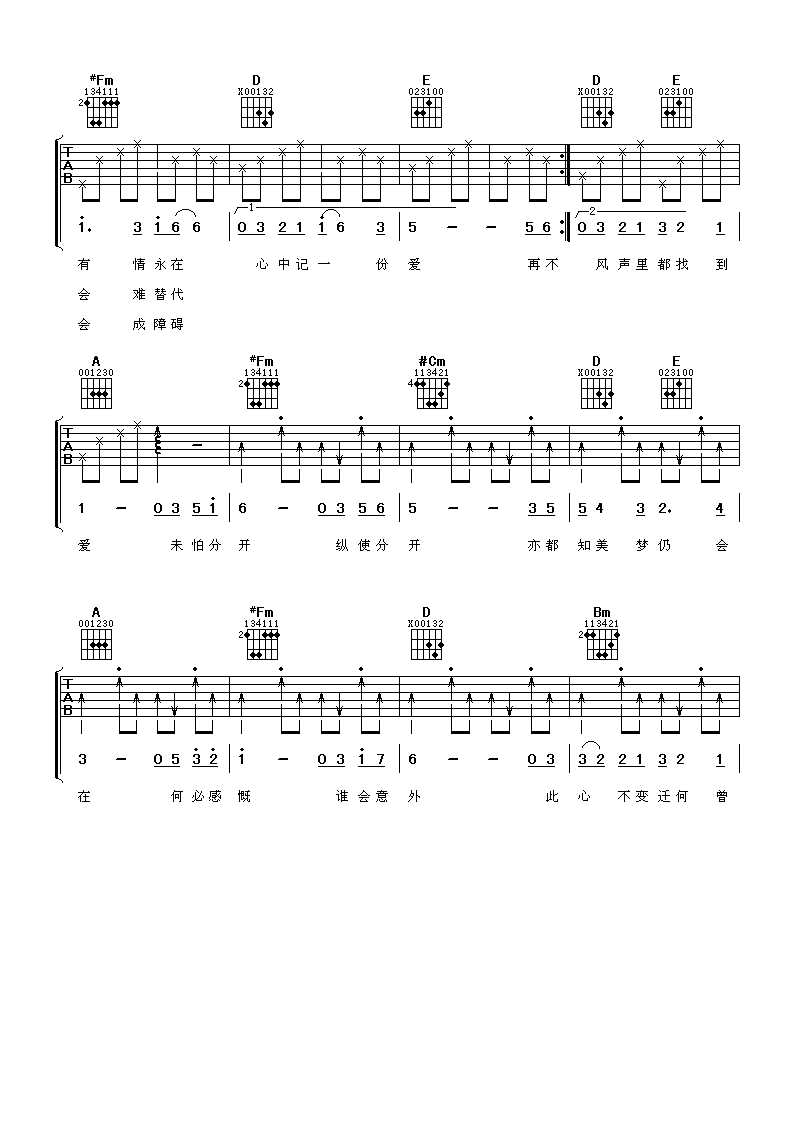 #Fm D E D E
134111 X00132 023100 X00132 023100
2
T A B
1 2
1. 3 1 6 6 0 3 2 1 1 6 3 5 - - 5 6 0 3 2 1 3 2 1
有 情 永 在 心 中 记 一 份 爱 再 不 风 声 里 都 找 到
会 难 替 代
会 成 障 碍
A #Fm #Cm D E
001230 134111 113421 X00132 023100
2 4
T A B
1 - 0 3 5 1 6 - 0 3 5 6 5 - - 3 5 5 4 3 2. 4
爱 未 怕 分 开 纵 使 分 开 亦 都 知 美 梦 仍 会
A #Fm D Bm
001230 134111 X00132 113421
2 2
T A B
3 - 0 5 3 2 1 - 0 3 1 7 6 - - 0 3 3 2 2 1 3 2 1
在 何 必 感 慨 谁 会 意 外 此 心 不 变 迁 何 曾